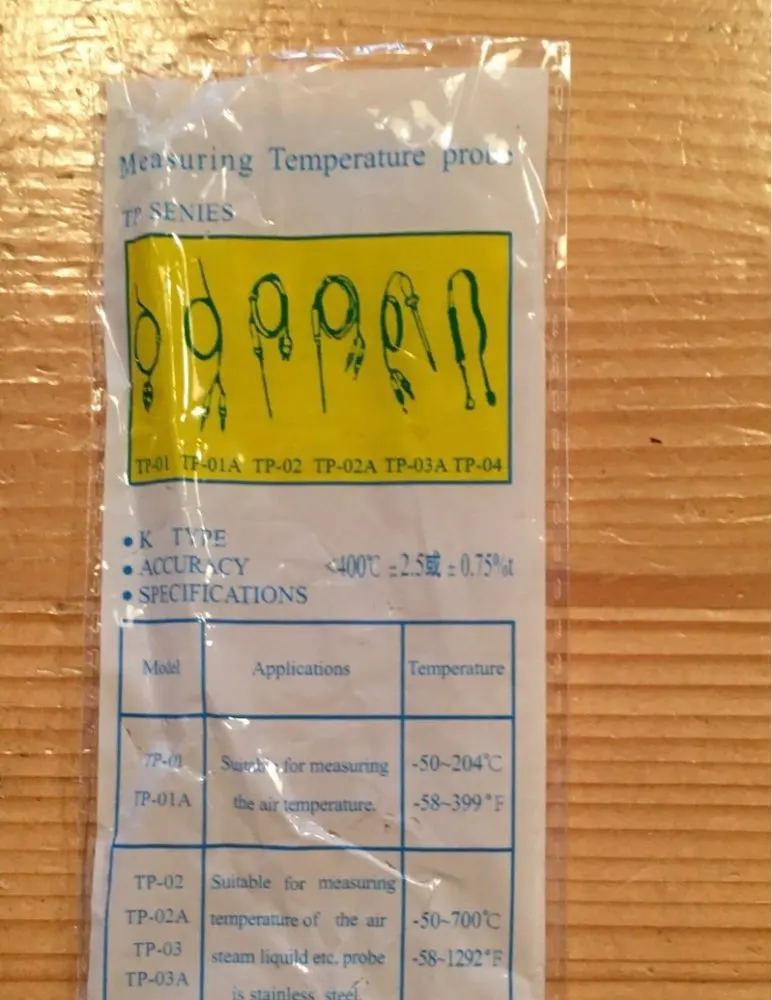 Measuring Temperature probe
TP SENIES
TP-01 TP-01A TP-02 TP-02A TP-03A TP-04
• K TYPE
• ACCURACY <400℃ ±2.5或 ±0.75%t
• SPECIFICATIONS
Model Applications Temperature
TP-01 Suitable for measuring -50~204℃
TP-01A the air temperature. -58~399°F
TP-02 Suitable for measuring
TP-02A temperature of the air -50~700℃
TP-03 steam liquild etc. probe -58~1292°F
TP-03A is stainless steel.